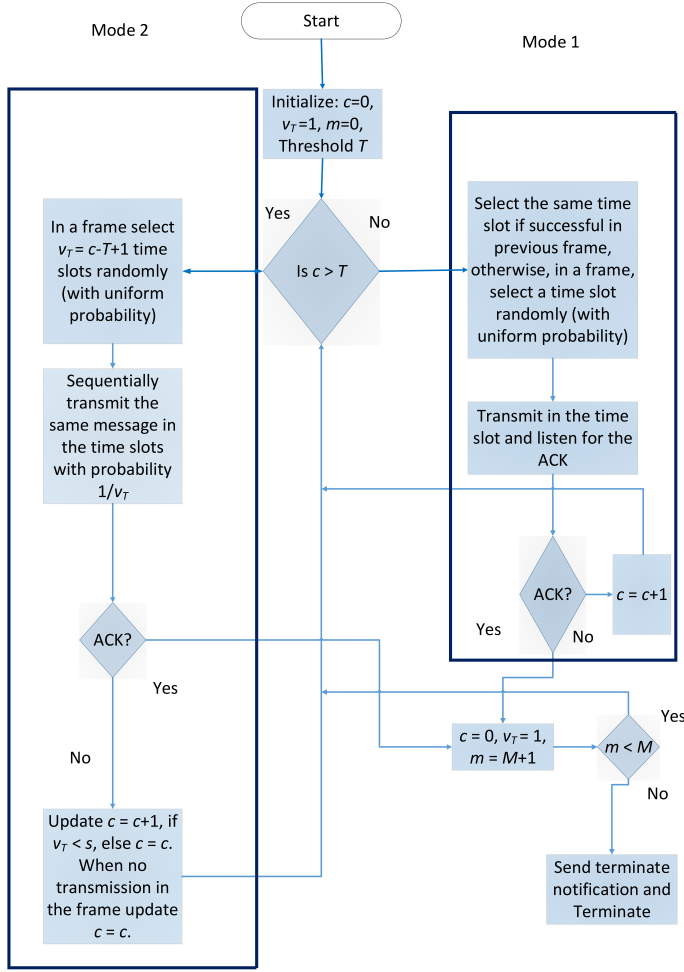 Start
Mode 2
Mode 1
Initialize: c=0,
vT =1, m=0,
Threshold T
Yes
No
Is c > T
In a frame select
vT = c-T+1 time
slots randomly
(with uniform
probability)
Select the same time
slot if successful in
previous frame,
otherwise, in a frame,
select a time slot
randomly (with
uniform probability)
Sequentially
transmit the
same message in
the time slots
with probability
1/vT
Transmit in the time
slot and listen for the
ACK
ACK?
c = c+1
Yes
No
ACK?
Yes
No
c = 0, vT = 1,
m = M+1
m < M
Yes
No
Update c = c+1, if
vT < s, else c = c.
When no
transmission in
the frame update
c = c.
Send terminate
notification and
Terminate